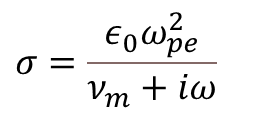 σ = ϵ₀ω²ₚₑ / (νₘ + iω)